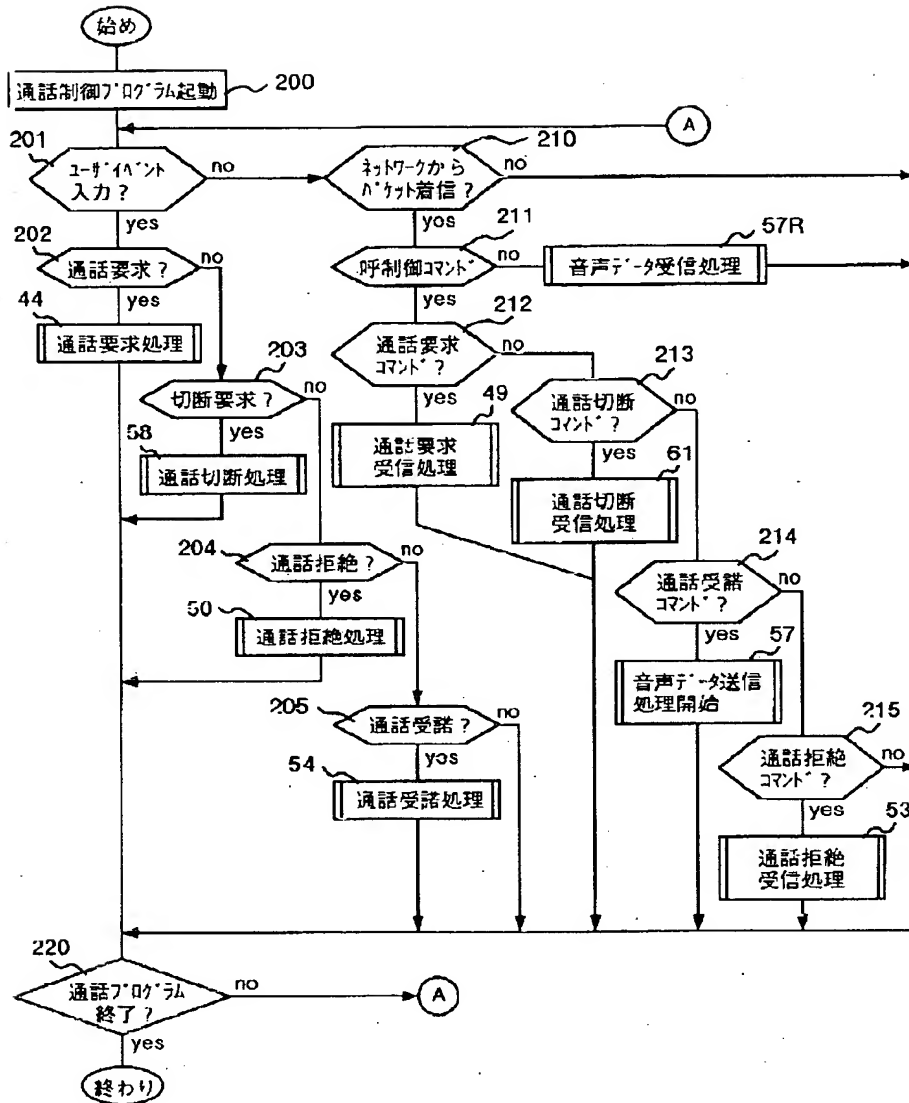 始め
通話制御プログラム起動
200
A
201
ユーザイベント
入力?
no
yes
210
ネットワークから
パケット着信?
no
yes
202
通話要求?
no
yes
211
呼制御コマンド
no
yes
57R
音声データ受信処理
44
通話要求処理
212
通話要求
コマンド?
no
yes
203
切断要求?
no
yes
213
通話切断
コマンド?
no
yes
58
通話切断処理
49
通話要求
受信処理
61
通話切断
受信処理
204
通話拒絶?
no
yes
214
通話受諾
コマンド?
no
yes
50
通話拒絶処理
57
音声データ送信
処理開始
205
通話受諾?
no
yes
215
通話拒絶
コマンド?
no
yes
54
通話受諾処理
53
通話拒絶
受信処理
220
通話プログラム
終了?
no
A
yes
終わり